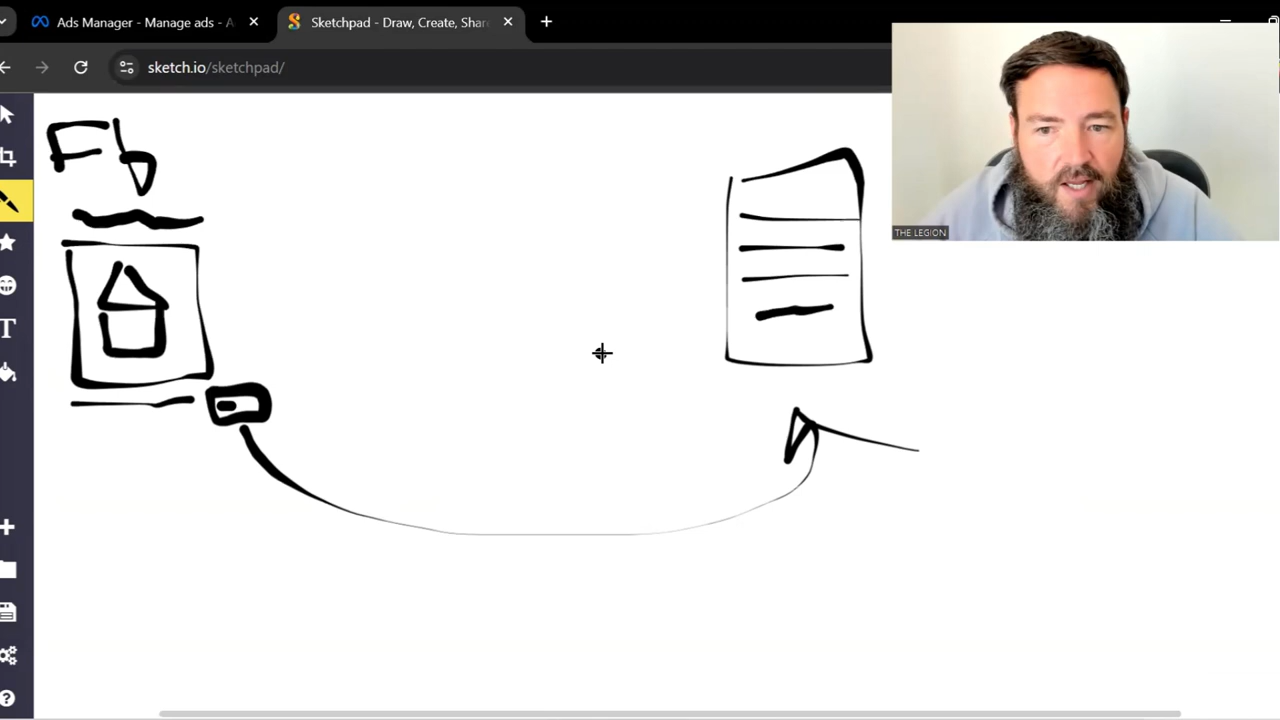 Ads Manager - Manage ads - A
Sketchpad - Draw, Create, Shar
sketch.io/sketchpad/
Fb
T
THE LEGION